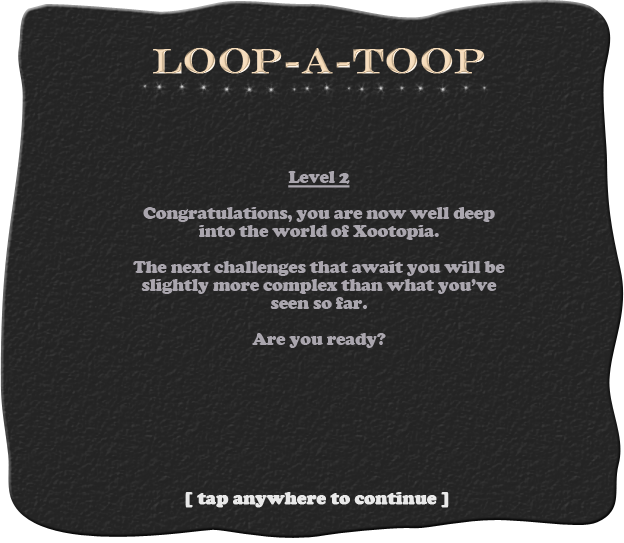 LOOP-A-TOOP
Level 2
Congratulations, you are now well deep
into the world of Xootopia.
The next challenges that await you will be
slightly more complex than what you've
seen so far.
Are you ready?
[ tap anywhere to continue ]